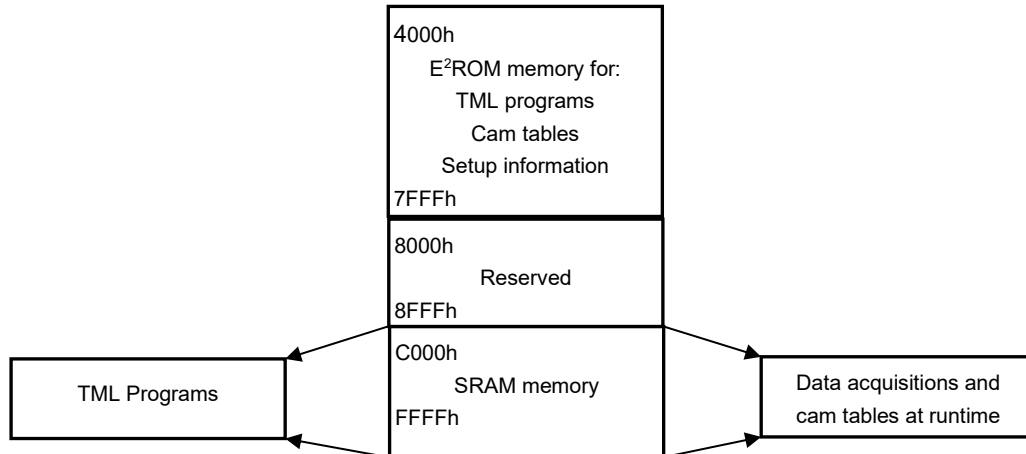 4000h
E²ROM memory for:
TML programs
Cam tables
Setup information
7FFFh
8000h
Reserved
8FFFh
C000h
SRAM memory
FFFFh
TML Programs
Data acquisitions and
cam tables at runtime